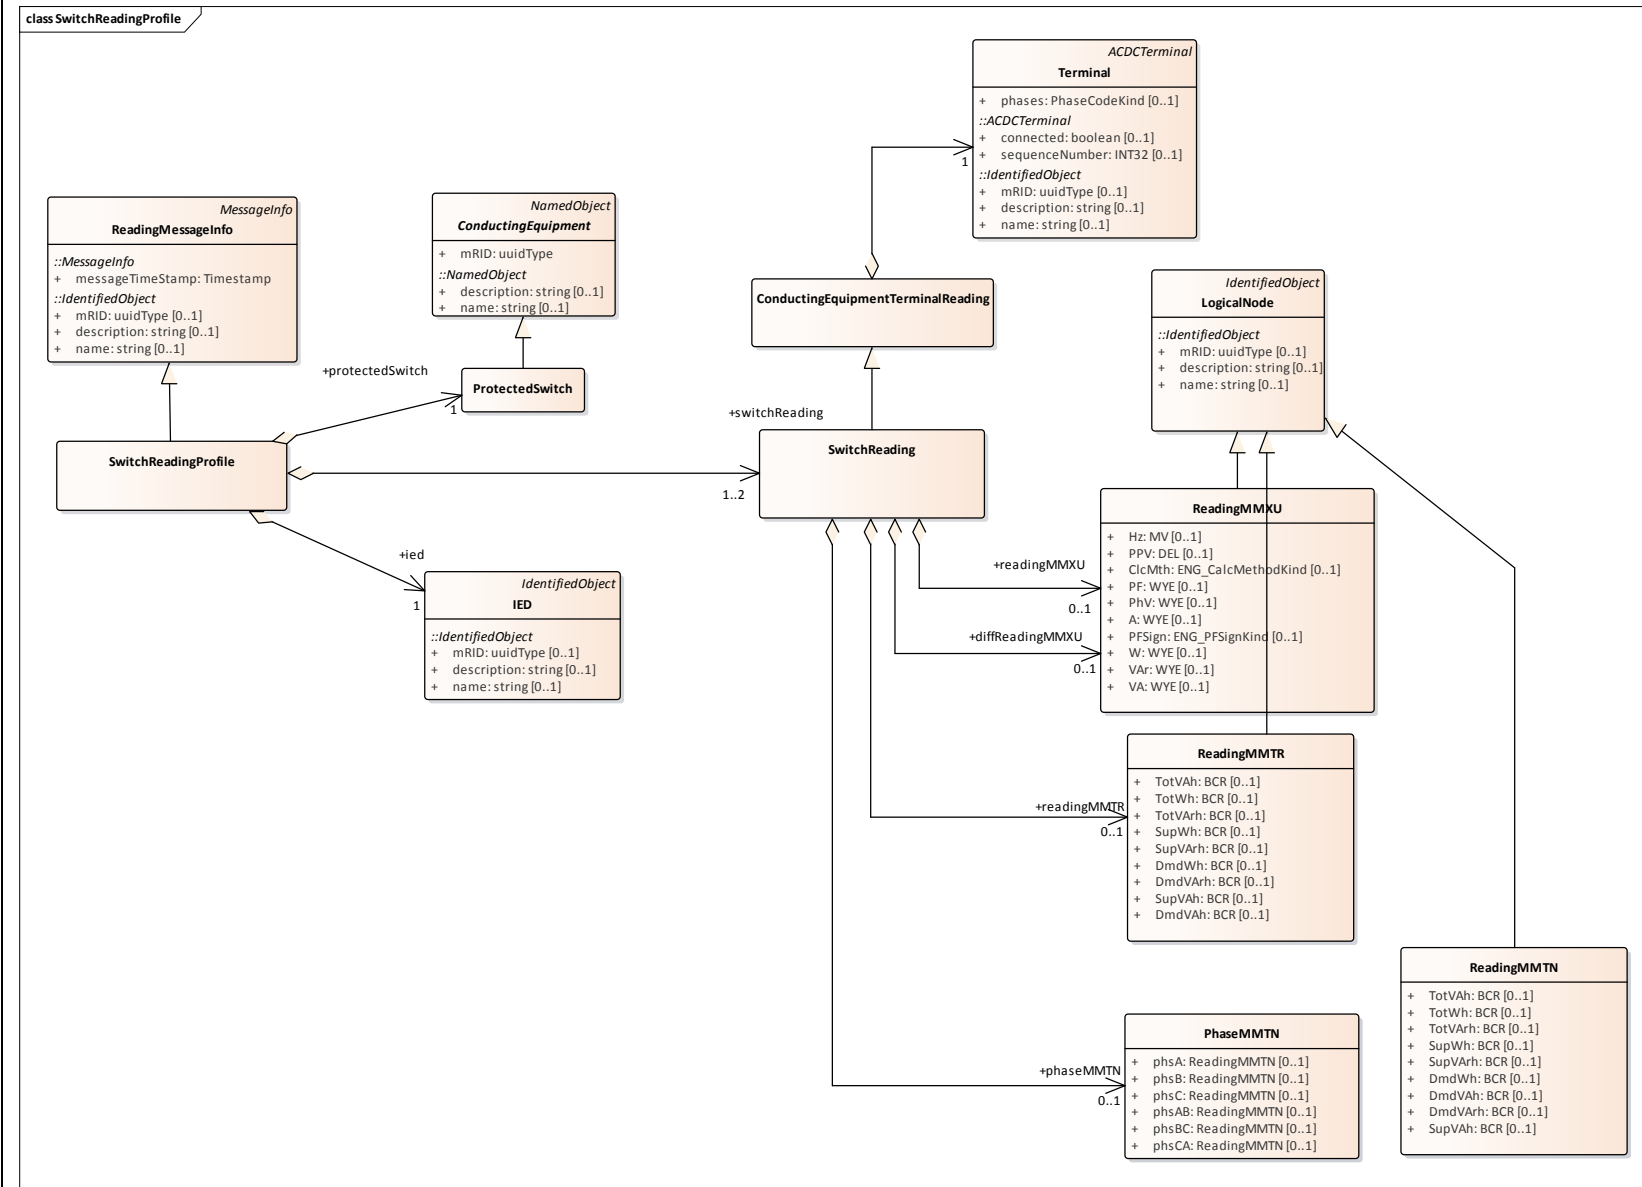 class SwitchReadingProfile
ACDCTerminal
Terminal
+ phases: PhaseCodeKind [0..1]
::ACDCTerminal
+ connected: boolean [0..1]
+ sequenceNumber: INT32 [0..1]
::IdentifiedObject
+ mRID: uuidType [0..1]
+ description: string [0..1]
+ name: string [0..1]
1
MessageInfo
ReadingMessageInfo
::MessageInfo
+ messageTimeStamp: Timestamp
::IdentifiedObject
+ mRID: uuidType [0..1]
+ description: string [0..1]
+ name: string [0..1]
NamedObject
ConductingEquipment
+ mRID: uuidType
::NamedObject
+ description: string [0..1]
+ name: string [0..1]
ConductingEquipmentTerminalReading
IdentifiedObject
LogicalNode
::IdentifiedObject
+ mRID: uuidType [0..1]
+ description: string [0..1]
+ name: string [0..1]
+protectedSwitch
1
ProtectedSwitch
+switchReading
SwitchReadingProfile
1..2
SwitchReading
+ied
1
IdentifiedObject
IED
::IdentifiedObject
+ mRID: uuidType [0..1]
+ description: string [0..1]
+ name: string [0..1]
+readingMMXU
0..1
+diffReadingMMXU
0..1
ReadingMMXU
+ Hz: MV [0..1]
+ PPV: DEL [0..1]
+ ClcMth: ENG_CalcMethodKind [0..1]
+ PF: WYE [0..1]
+ PhV: WYE [0..1]
+ A: WYE [0..1]
+ PFSign: ENG_PFSignKind [0..1]
+ W: WYE [0..1]
+ VAr: WYE [0..1]
+ VA: WYE [0..1]
+readingMMTR
0..1
ReadingMMTR
+ TotVAh: BCR [0..1]
+ TotWh: BCR [0..1]
+ TotVArh: BCR [0..1]
+ SupWh: BCR [0..1]
+ SupVArh: BCR [0..1]
+ DmdWh: BCR [0..1]
+ DmdVArh: BCR [0..1]
+ SupVAh: BCR [0..1]
+ DmdVAh: BCR [0..1]
+phaseMMTN
0..1
PhaseMMTN
+ phsA: ReadingMMTN [0..1]
+ phsB: ReadingMMTN [0..1]
+ phsC: ReadingMMTN [0..1]
+ phsAB: ReadingMMTN [0..1]
+ phsBC: ReadingMMTN [0..1]
+ phsCA: ReadingMMTN [0..1]
ReadingMMTN
+ TotVAh: BCR [0..1]
+ TotWh: BCR [0..1]
+ TotVArh: BCR [0..1]
+ SupWh: BCR [0..1]
+ SupVArh: BCR [0..1]
+ DmdWh: BCR [0..1]
+ DmdVAh: BCR [0..1]
+ DmdVArh: BCR [0..1]
+ SupVAh: BCR [0..1]